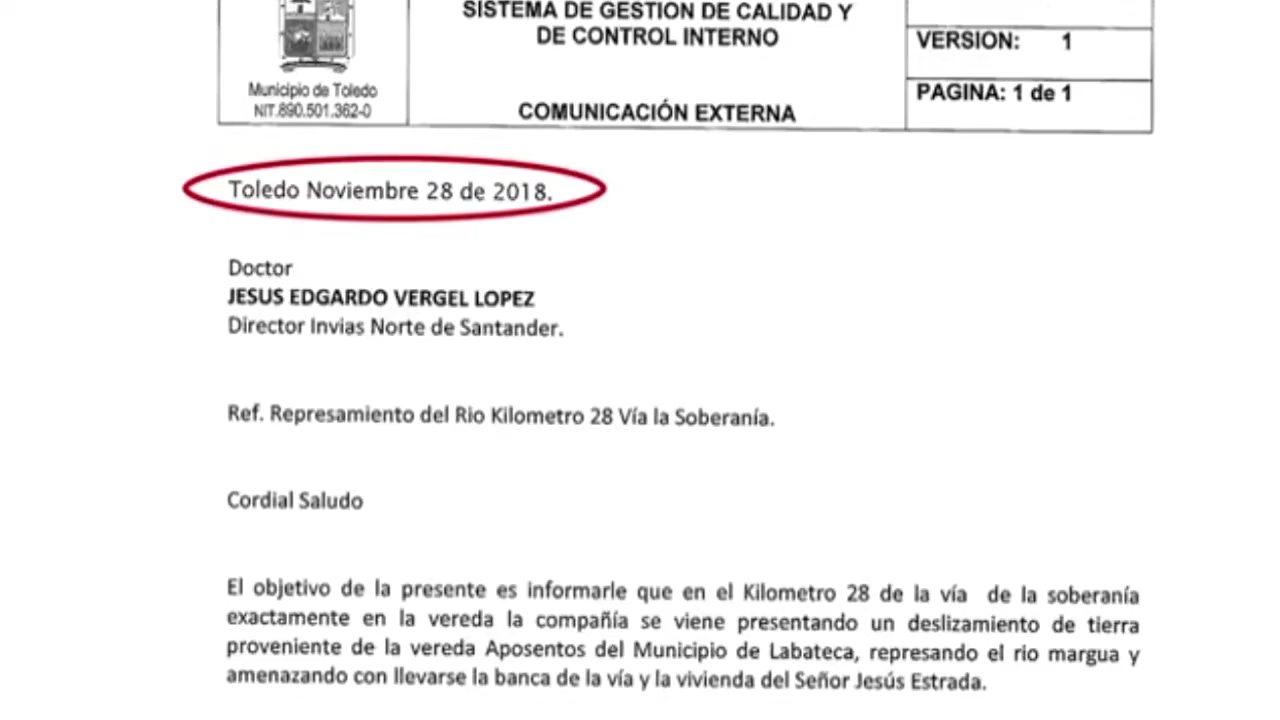 SISTEMA DE GESTION DE CALIDAD Y
DE CONTROL INTERNO
COMUNICACIÓN EXTERNA
VERSION: 1
PAGINA: 1 de 1
Municipio de Toledo
NIT.890.501.362-0
Toledo Noviembre 28 de 2018.
Doctor
JESUS EDGARDO VERGEL LOPEZ
Director Invias Norte de Santander.
Ref. Represamiento del Rio Kilometro 28 Vía la Soberanía.
Cordial Saludo
El objetivo de la presente es informarle que en el Kilometro 28 de la vía de la soberanía
exactamente en la vereda la compañía se viene presentando un deslizamiento de tierra
proveniente de la vereda Aposentos del Municipio de Labateca, represando el rio margua y
amenazando con llevarse la banca de la vía y la vivienda del Señor Jesús Estrada.